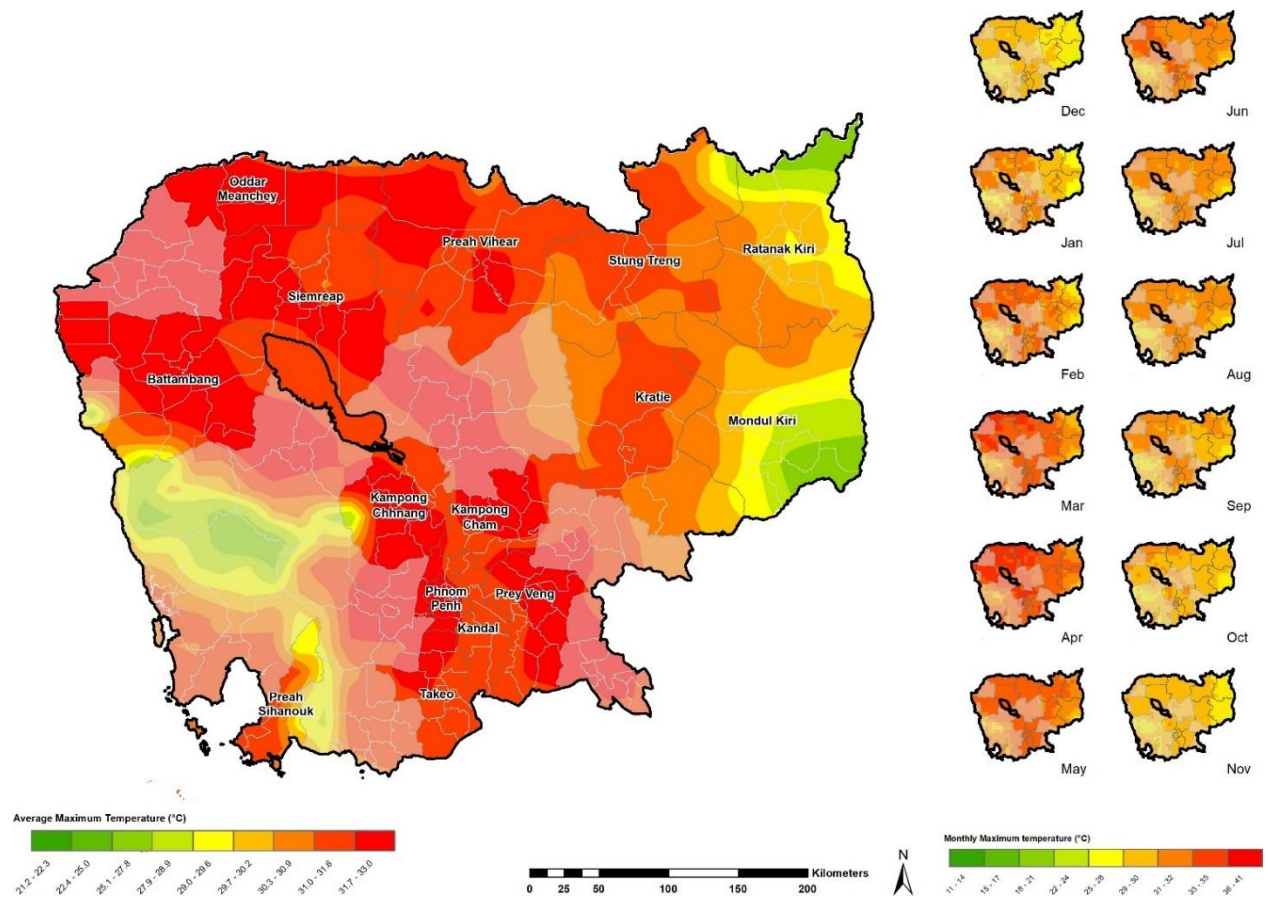 Oddar
Meanchey
Preah Vihear
Stung Treng
Ratanak Kiri
Siemreap
Battambang
Kratie
Mondul Kiri
Kampong
Chhnang
Kampong
Cham
Phnom
Penh
Prey Veng
Kandal
Takeo
Preah
Sihanouk
Dec
Jun
Jan
Jul
Feb
Aug
Mar
Sep
Apr
Oct
May
Nov
Average Maximum Temperature (°C)
21.2 - 22.3
22.4 - 25.0
25.1 - 27.8
27.9 - 28.9
29.0 - 29.6
29.7 - 30.2
30.3 - 30.9
31.0 - 31.6
31.7 - 33.0
Kilometers
0 25 50 100 150 200
N
Monthly Maximum temperature (°C)
11 - 14
15 - 17
18 - 21
22 - 24
25 - 28
29 - 30
31 - 32
33 - 35
36 - 41